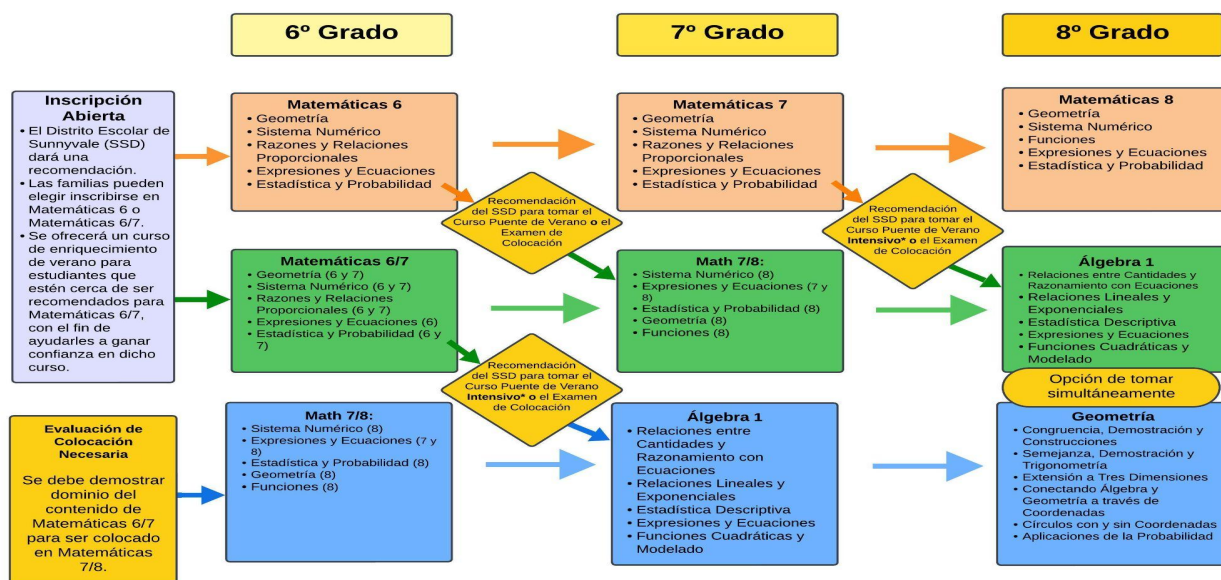 6º Grado
7º Grado
8º Grado
Inscripción
Abierta
• El Distrito Escolar de
Sunnyvale (SSD)
dará una
recomendación.
• Las familias pueden
elegir inscribirse en
Matemáticas 6 o
Matemáticas 6/7.
• Se ofrecerá un curso
de enriquecimiento
de verano para
estudiantes que
estén cerca de ser
recomendados para
Matemáticas 6/7,
con el fin de
ayudarles a ganar
confianza en dicho
curso.
Matemáticas 6
• Geometría
• Sistema Numérico
• Razones y Relaciones
Proporcionales
• Expresiones y Ecuaciones
• Estadística y Probabilidad
Matemáticas 7
• Geometría
• Sistema Numérico
• Razones y Relaciones
Proporcionales
• Expresiones y Ecuaciones
• Estadística y Probabilidad
Matemáticas 8
• Geometría
• Sistema Numérico
• Funciones
• Expresiones y Ecuaciones
• Estadística y Probabilidad
Recomendación
del SSD para tomar el
Curso Puente de Verano o el
Examen de
Colocación
Recomendación
del SSD para tomar el
Curso Puente de Verano
Intensivo* o el Examen
de Colocación
Matemáticas 6/7
• Geometría (6 y 7)
• Sistema Numérico (6 y 7)
• Razones y Relaciones
Proporcionales (6 y 7)
• Expresiones y Ecuaciones (6)
• Estadística y Probabilidad (6 y
7)
Math 7/8:
• Sistema Numérico (8)
• Expresiones y Ecuaciones (7 y
8)
• Estadística y Probabilidad (8)
• Geometría (8)
• Funciones (8)
Álgebra 1
• Relaciones entre Cantidades y
Razonamiento con Ecuaciones
• Relaciones Lineales y
Exponenciales
• Estadística Descriptiva
• Expresiones y Ecuaciones
• Funciones Cuadráticas y
Modelado
Recomendación
del SSD para tomar el
Curso Puente de Verano
Intensivo* o el Examen
de Colocación
Opción de tomar
simultáneamente
Evaluación de
Colocación
Necesaria
Se debe demostrar
dominio del
contenido de
Matemáticas 6/7
para ser colocado
en Matemáticas
7/8.
Math 7/8:
• Sistema Numérico (8)
• Expresiones y Ecuaciones (7 y
8)
• Estadística y Probabilidad (8)
• Geometría (8)
• Funciones (8)
Álgebra 1
• Relaciones entre
Cantidades y
Razonamiento con
Ecuaciones
• Relaciones Lineales y
Exponenciales
• Estadística Descriptiva
• Expresiones y Ecuaciones
• Funciones Cuadráticas y
Modelado
Geometría
• Congruencia, Demostración y
Construcciones
• Semejanza, Demostración y
Trigonometría
• Extensión a Tres Dimensiones
• Conectando Álgebra y
Geometría a través de
Coordenadas
• Círculos con y sin Coordenadas
• Aplicaciones de la Probabilidad